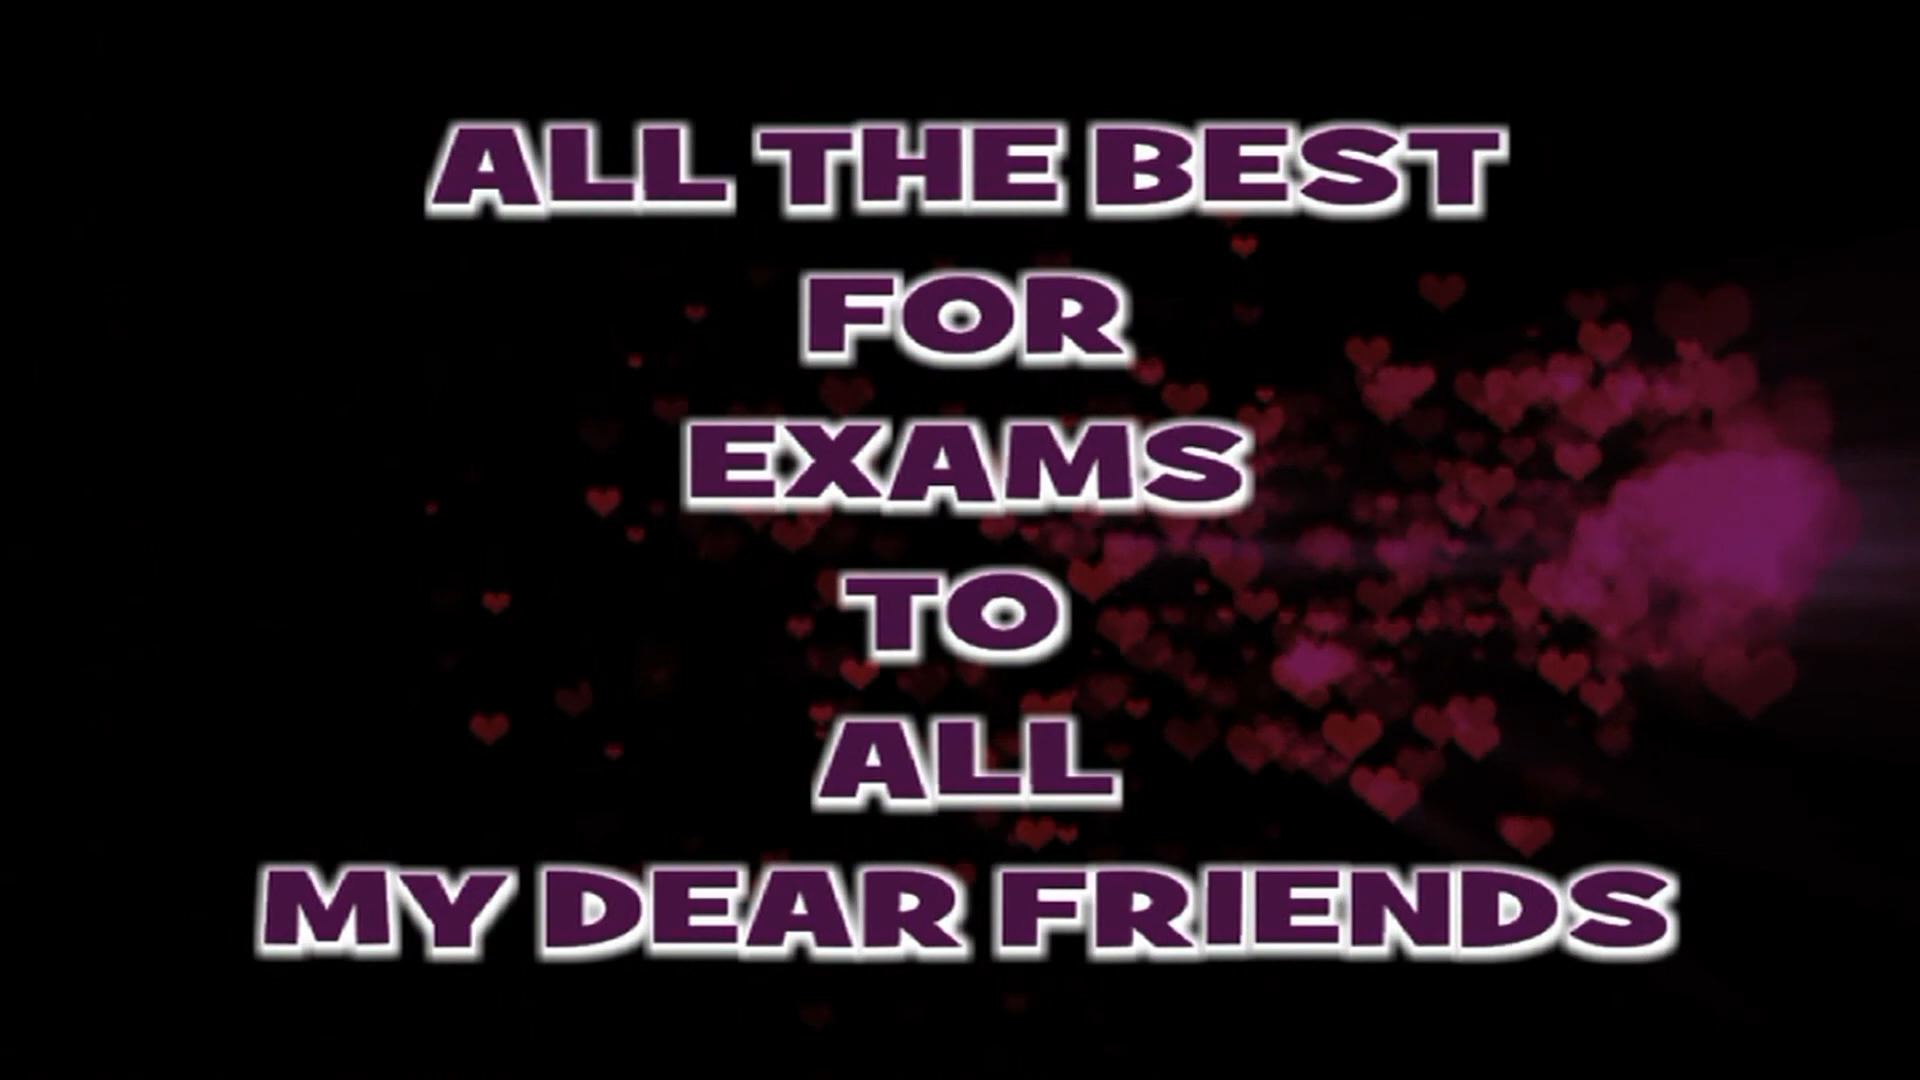 ALL THE BEST
FOR
EXAMS
TO
ALL
MY DEAR FRIENDS